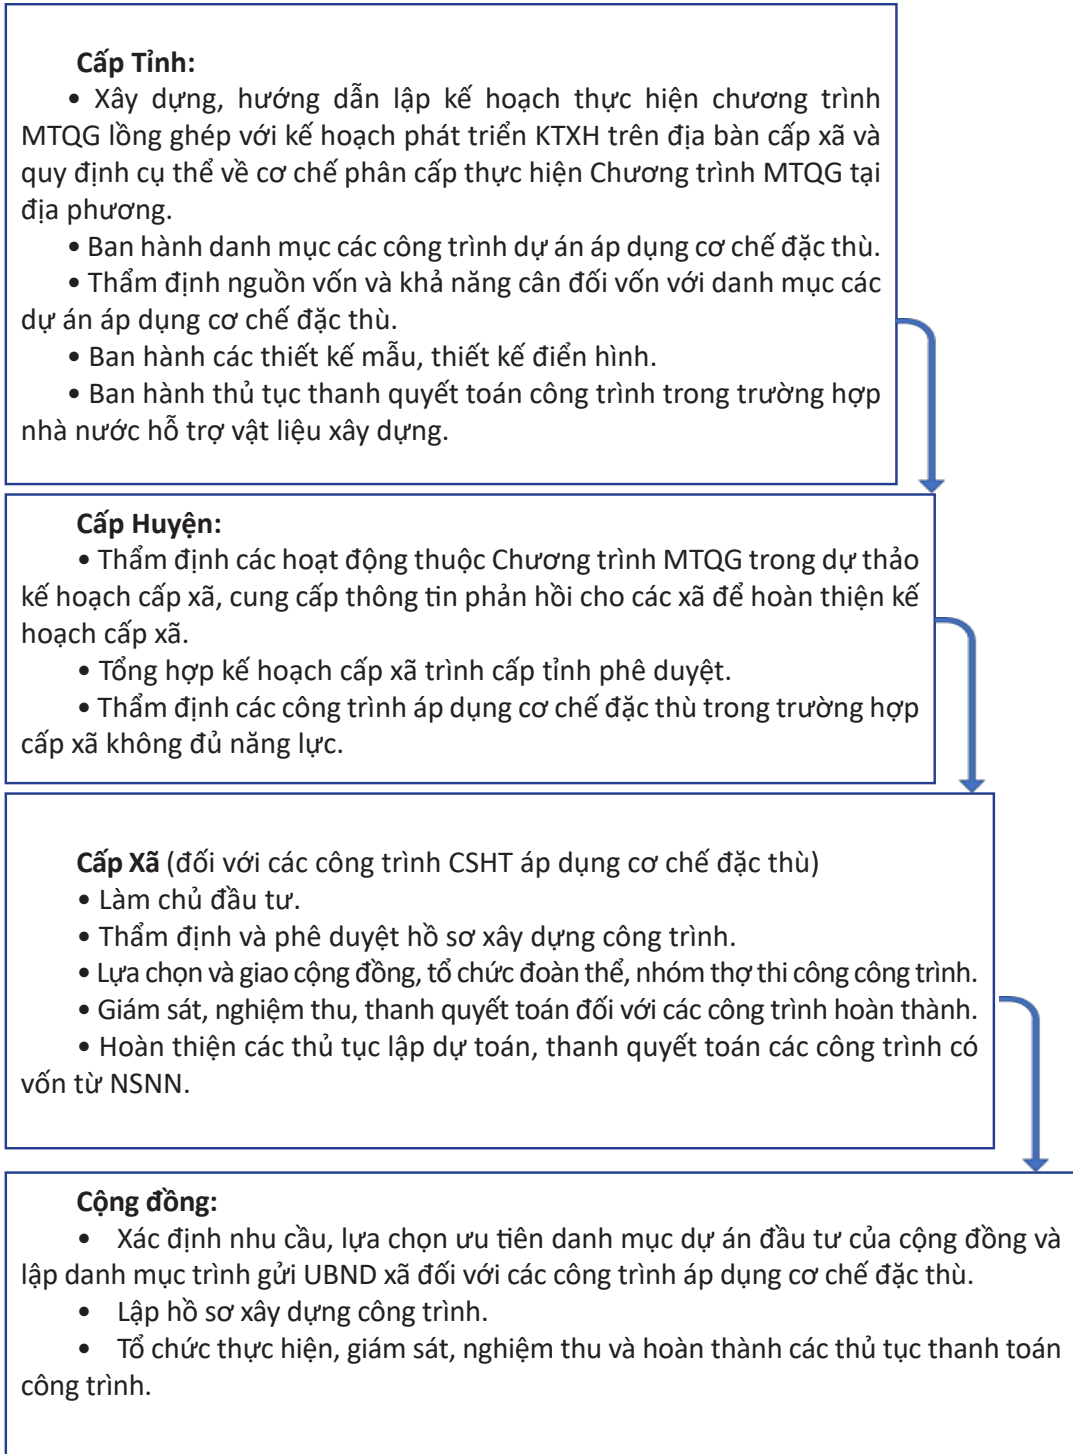 Cấp Tỉnh:
• Xây dựng, hướng dẫn lập kế hoạch thực hiện chương trình
MTQG lồng ghép với kế hoạch phát triển KTXH trên địa bàn cấp xã và
quy định cụ thể về cơ chế phân cấp thực hiện Chương trình MTQG tại
địa phương.
• Ban hành danh mục các công trình dự án áp dụng cơ chế đặc thù.
• Thẩm định nguồn vốn và khả năng cân đối vốn với danh mục các
dự án áp dụng cơ chế đặc thù.
• Ban hành các thiết kế mẫu, thiết kế điển hình.
• Ban hành thủ tục thanh quyết toán công trình trong trường hợp
nhà nước hỗ trợ vật liệu xây dựng.
Cấp Huyện:
• Thẩm định các hoạt động thuộc Chương trình MTQG trong dự thảo
kế hoạch cấp xã, cung cấp thông tin phản hồi cho các xã để hoàn thiện kế
hoạch cấp xã.
• Tổng hợp kế hoạch cấp xã trình cấp tỉnh phê duyệt.
• Thẩm định các công trình áp dụng cơ chế đặc thù trong trường hợp
cấp xã không đủ năng lực.
Cấp Xã (đối với các công trình CSHT áp dụng cơ chế đặc thù)
• Làm chủ đầu tư.
• Thẩm định và phê duyệt hồ sơ xây dựng công trình.
• Lựa chọn và giao cộng đồng, tổ chức đoàn thể, nhóm thợ thi công công trình.
• Giám sát, nghiệm thu, thanh quyết toán đối với các công trình hoàn thành.
• Hoàn thiện các thủ tục lập dự toán, thanh quyết toán các công trình có
vốn từ NSNN.
Cộng đồng:
• Xác định nhu cầu, lựa chọn ưu tiên danh mục dự án đầu tư của cộng đồng và
lập danh mục trình gửi UBND xã đối với các công trình áp dụng cơ chế đặc thù.
• Lập hồ sơ xây dựng công trình.
• Tổ chức thực hiện, giám sát, nghiệm thu và hoàn thành các thủ tục thanh toán
công trình.